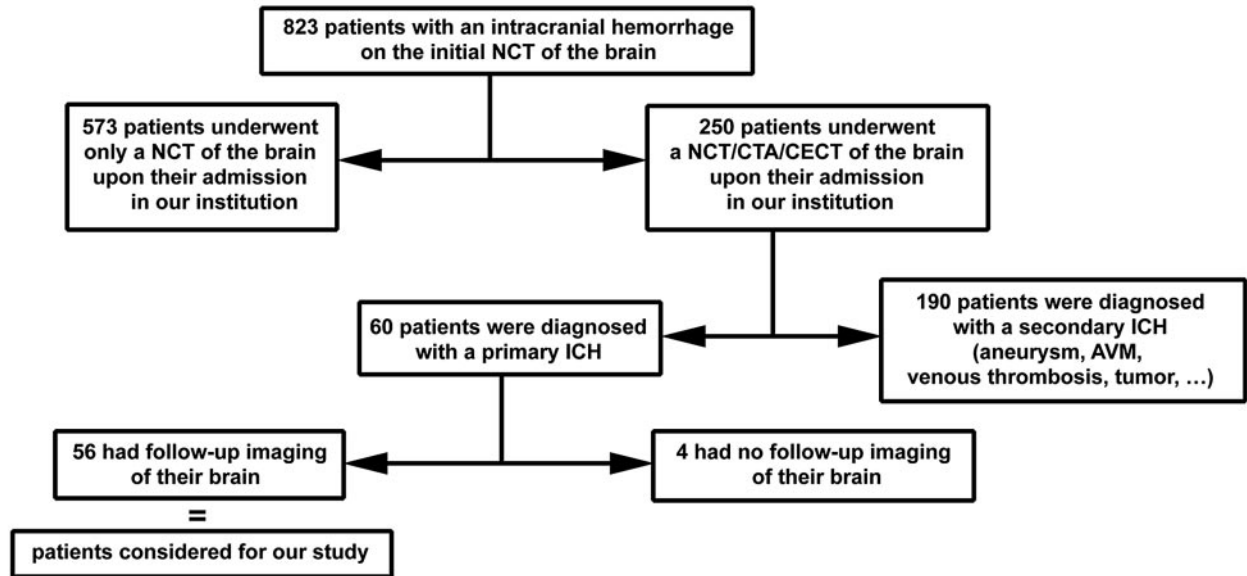 823 patients with an intracranial hemorrhage
on the initial NCT of the brain
573 patients underwent
only a NCT of the brain
upon their admission
in our institution
250 patients underwent
a NCT/CTA/CECT of the brain
upon their admission
in our institution
60 patients were diagnosed
with a primary ICH
190 patients were diagnosed
with a secondary ICH
(aneurysm, AVM,
venous thrombosis, tumor, ...)
56 had follow-up imaging
of their brain
4 had no follow-up imaging
of their brain
=
patients considered for our study